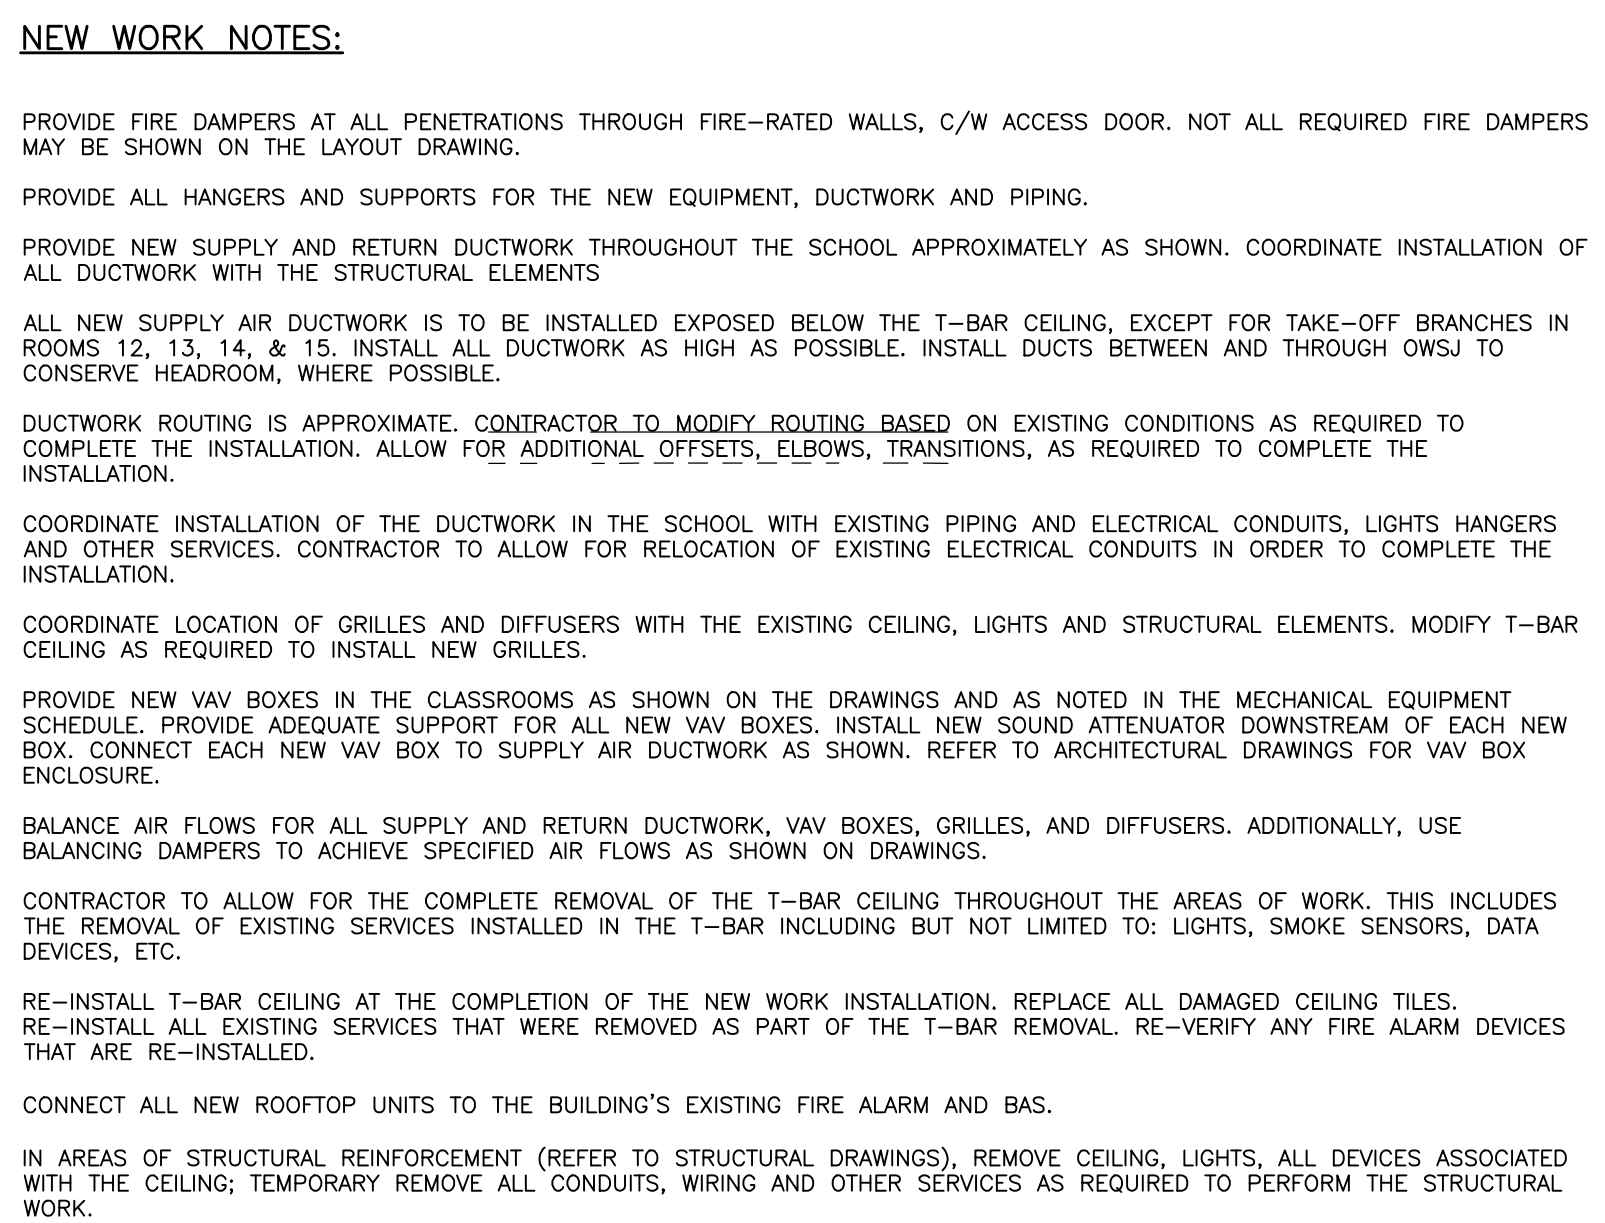 NEW WORK NOTES:
PROVIDE FIRE DAMPERS AT ALL PENETRATIONS THROUGH FIRE-RATED WALLS, C/W ACCESS DOOR. NOT ALL REQUIRED FIRE DAMPERS
MAY BE SHOWN ON THE LAYOUT DRAWING.
PROVIDE ALL HANGERS AND SUPPORTS FOR THE NEW EQUIPMENT, DUCTWORK AND PIPING.
PROVIDE NEW SUPPLY AND RETURN DUCTWORK THROUGHOUT THE SCHOOL APPROXIMATELY AS SHOWN. COORDINATE INSTALLATION OF
ALL DUCTWORK WITH THE STRUCTURAL ELEMENTS
ALL NEW SUPPLY AIR DUCTWORK IS TO BE INSTALLED EXPOSED BELOW THE T-BAR CEILING, EXCEPT FOR TAKE-OFF BRANCHES IN
ROOMS 12, 13, 14, & 15. INSTALL ALL DUCTWORK AS HIGH AS POSSIBLE. INSTALL DUCTS BETWEEN AND THROUGH OWSJ TO
CONSERVE HEADROOM, WHERE POSSIBLE.
DUCTWORK ROUTING IS APPROXIMATE. CONTRACTOR TO MODIFY ROUTING BASED ON EXISTING CONDITIONS AS REQUIRED TO
COMPLETE THE INSTALLATION. ALLOW FOR ADDITIONAL OFFSETS, ELBOWS, TRANSITIONS, AS REQUIRED TO COMPLETE THE
INSTALLATION.
COORDINATE INSTALLATION OF THE DUCTWORK IN THE SCHOOL WITH EXISTING PIPING AND ELECTRICAL CONDUITS, LIGHTS HANGERS
AND OTHER SERVICES. CONTRACTOR TO ALLOW FOR RELOCATION OF EXISTING ELECTRICAL CONDUITS IN ORDER TO COMPLETE THE
INSTALLATION.
COORDINATE LOCATION OF GRILLES AND DIFFUSERS WITH THE EXISTING CEILING, LIGHTS AND STRUCTURAL ELEMENTS. MODIFY T-BAR
CEILING AS REQUIRED TO INSTALL NEW GRILLES.
PROVIDE NEW VAV BOXES IN THE CLASSROOMS AS SHOWN ON THE DRAWINGS AND AS NOTED IN THE MECHANICAL EQUIPMENT
SCHEDULE. PROVIDE ADEQUATE SUPPORT FOR ALL NEW VAV BOXES. INSTALL NEW SOUND ATTENUATOR DOWNSTREAM OF EACH NEW
BOX. CONNECT EACH NEW VAV BOX TO SUPPLY AIR DUCTWORK AS SHOWN. REFER TO ARCHITECTURAL DRAWINGS FOR VAV BOX
ENCLOSURE.
BALANCE AIR FLOWS FOR ALL SUPPLY AND RETURN DUCTWORK, VAV BOXES, GRILLES, AND DIFFUSERS. ADDITIONALLY, USE
BALANCING DAMPERS TO ACHIEVE SPECIFIED AIR FLOWS AS SHOWN ON DRAWINGS.
CONTRACTOR TO ALLOW FOR THE COMPLETE REMOVAL OF THE T-BAR CEILING THROUGHOUT THE AREAS OF WORK. THIS INCLUDES
THE REMOVAL OF EXISTING SERVICES INSTALLED IN THE T-BAR INCLUDING BUT NOT LIMITED TO: LIGHTS, SMOKE SENSORS, DATA
DEVICES, ETC.
RE-INSTALL T-BAR CEILING AT THE COMPLETION OF THE NEW WORK INSTALLATION. REPLACE ALL DAMAGED CEILING TILES.
RE-INSTALL ALL EXISTING SERVICES THAT WERE REMOVED AS PART OF THE T-BAR REMOVAL. RE-VERIFY ANY FIRE ALARM DEVICES
THAT ARE RE-INSTALLED.
CONNECT ALL NEW ROOFTOP UNITS TO THE BUILDING'S EXISTING FIRE ALARM AND BAS.
IN AREAS OF STRUCTURAL REINFORCEMENT (REFER TO STRUCTURAL DRAWINGS), REMOVE CEILING, LIGHTS, ALL DEVICES ASSOCIATED
WITH THE CEILING; TEMPORARY REMOVE ALL CONDUITS, WIRING AND OTHER SERVICES AS REQUIRED TO PERFORM THE STRUCTURAL
WORK.